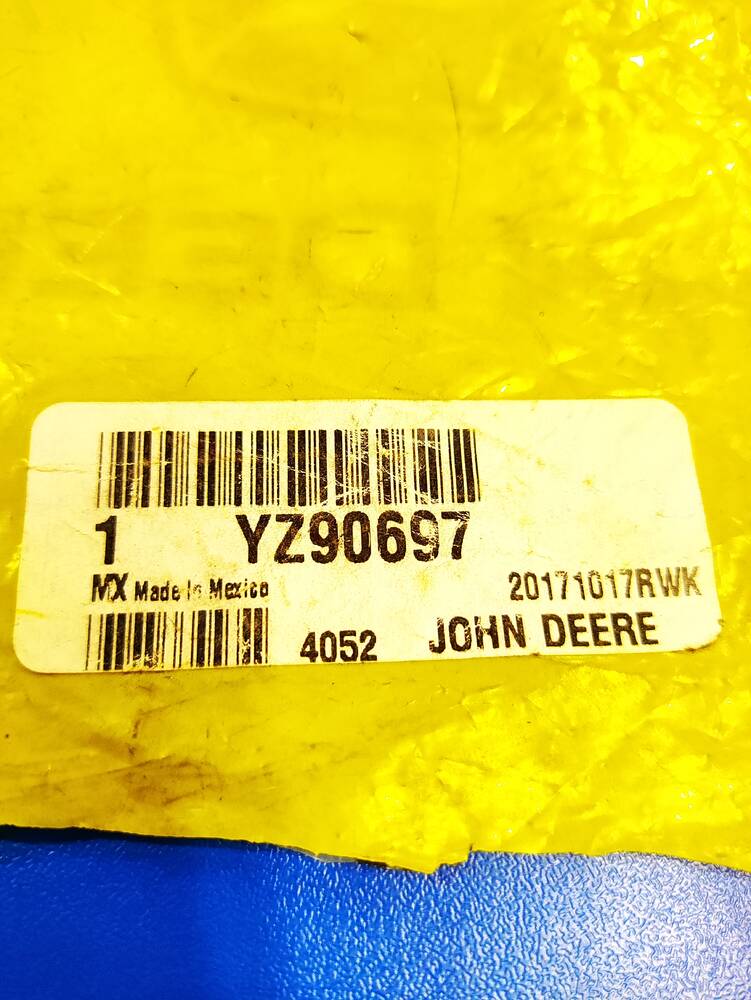 1 YZ90697
MX Made In Mexico
20171017RWK
4052 JOHN DEERE